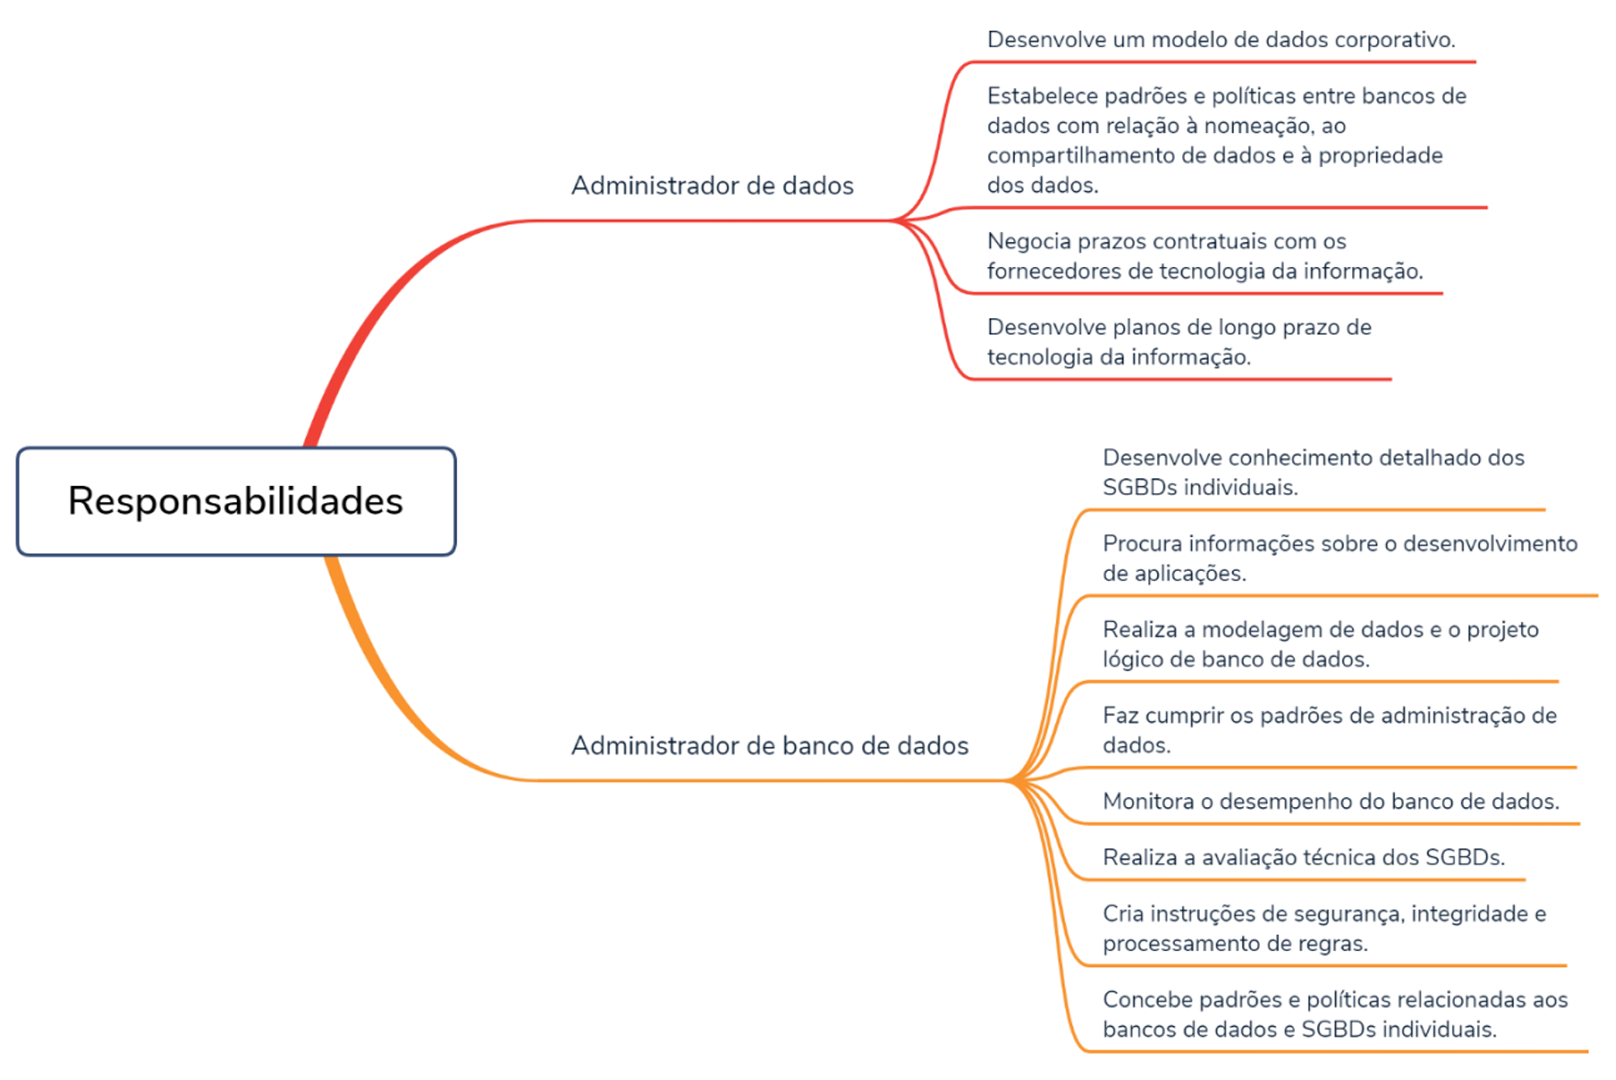 Responsabilidades
Administrador de dados
Desenvolve um modelo de dados corporativo.
Estabelece padrões e políticas entre bancos de
dados com relação à nomeação, ao
compartilhamento de dados e à propriedade
dos dados.
Negocia prazos contratuais com os
fornecedores de tecnologia da informação.
Desenvolve planos de longo prazo de
tecnologia da informação.
Administrador de banco de dados
Desenvolve conhecimento detalhado dos
SGBDs individuais.
Procura informações sobre o desenvolvimento
de aplicações.
Realiza a modelagem de dados e o projeto
lógico de banco de dados.
Faz cumprir os padrões de administração de
dados.
Monitora o desempenho do banco de dados.
Realiza a avaliação técnica dos SGBDs.
Cria instruções de segurança, integridade e
processamento de regras.
Concebe padrões e políticas relacionadas aos
bancos de dados e SGBDs individuais.